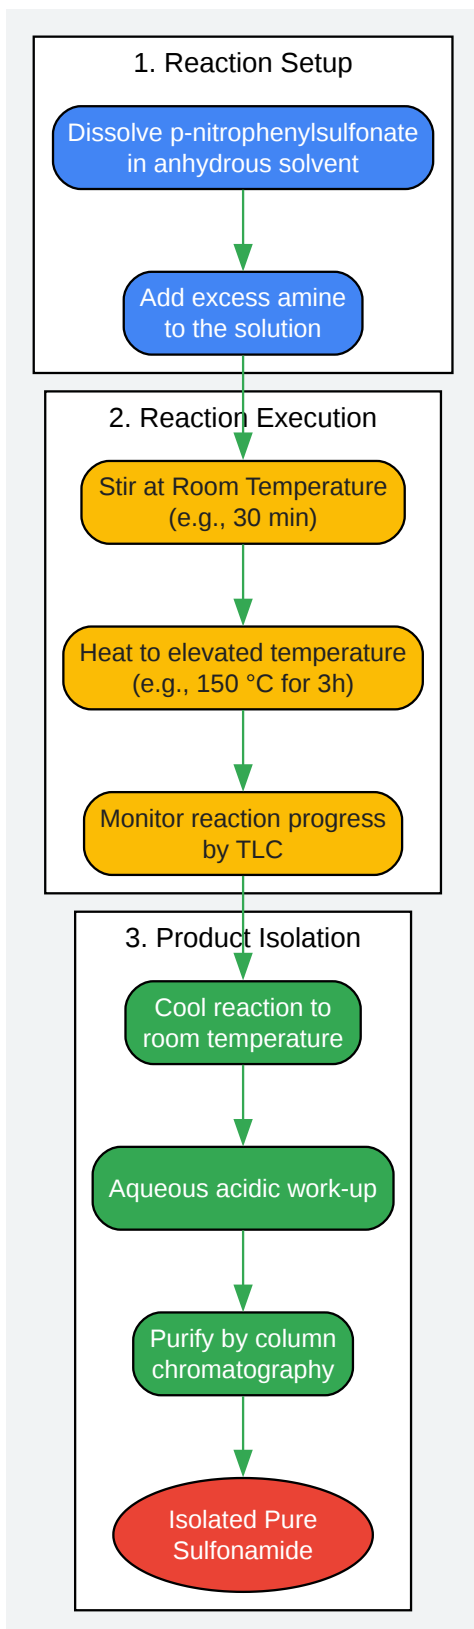 1. Reaction Setup
Dissolve p-nitrophenylsulfonate
in anhydrous solvent
Add excess amine
to the solution
2. Reaction Execution
Stir at Room Temperature
(e.g., 30 min)
Heat to elevated temperature
(e.g., 150 °C for 3h)
Monitor reaction progress
by TLC
3. Product Isolation
Cool reaction to
room temperature
Aqueous acidic work-up
Purify by column
chromatography
Isolated Pure
Sulfonamide